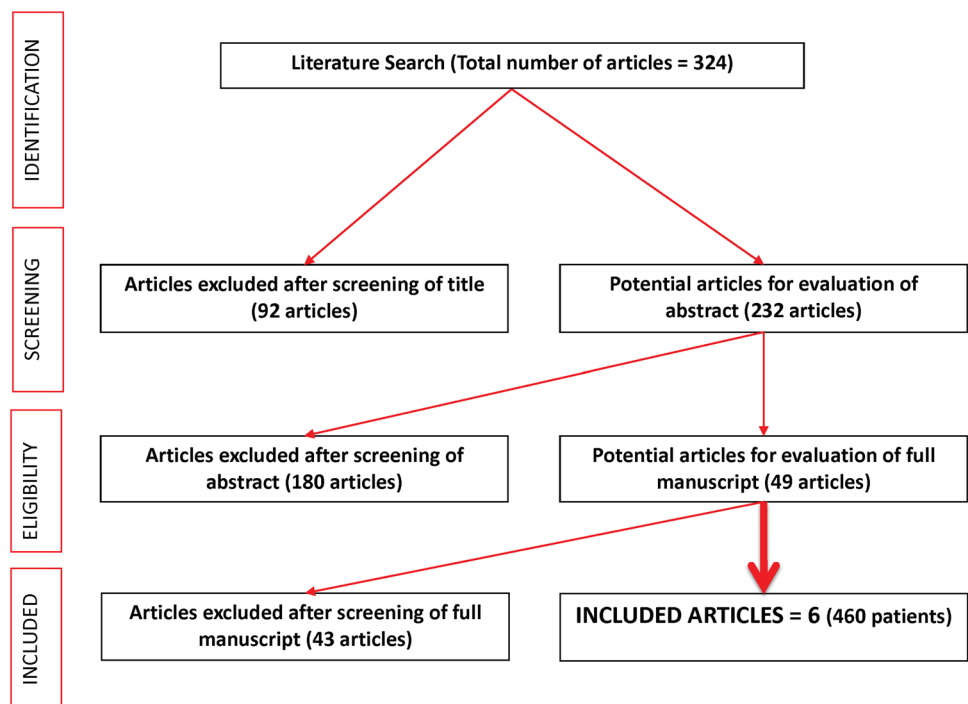 IDENTIFICATION
Literature Search (Total number of articles = 324)
SCREENING
Articles excluded after screening of title
(92 articles)
Potential articles for evaluation of
abstract (232 articles)
ELIGIBILITY
Articles excluded after screening of
abstract (180 articles)
Potential articles for evaluation of full
manuscript (49 articles)
INCLUDED
Articles excluded after screening of full
manuscript (43 articles)
INCLUDED ARTICLES = 6 (460 patients)